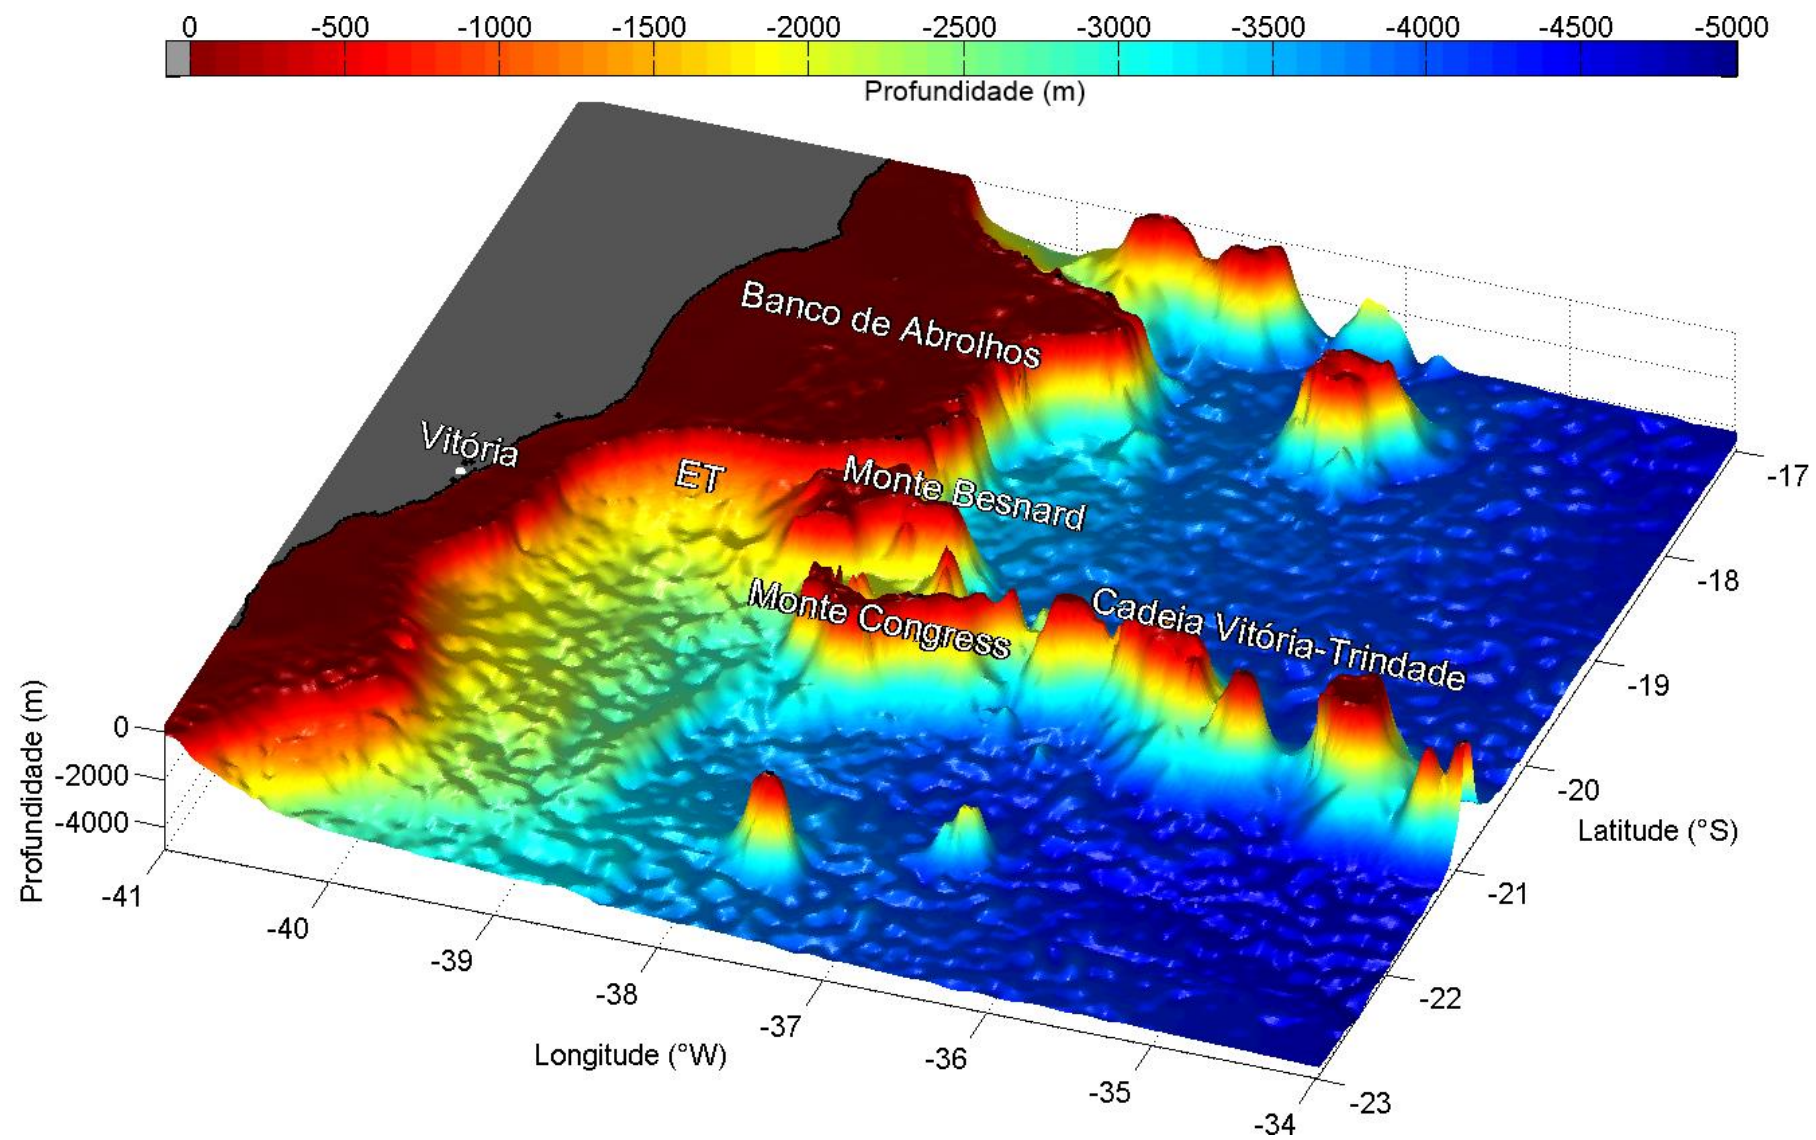 0 -500 -1000 -1500 -2000 -2500 -3000 -3500 -4000 -4500 -5000
Profundidade (m)
Banco de Abrolhos
Vitória
ET
Monte Besnard
Monte Congress
Cadeia Vitória-Trindade
Profundidade (m)
0
-2000
-4000
-41
-40
-39
-38
-37
-36
-35
-34
Longitude (°W)
-17
-18
-19
-20
-21
-22
-23
Latitude (°S)